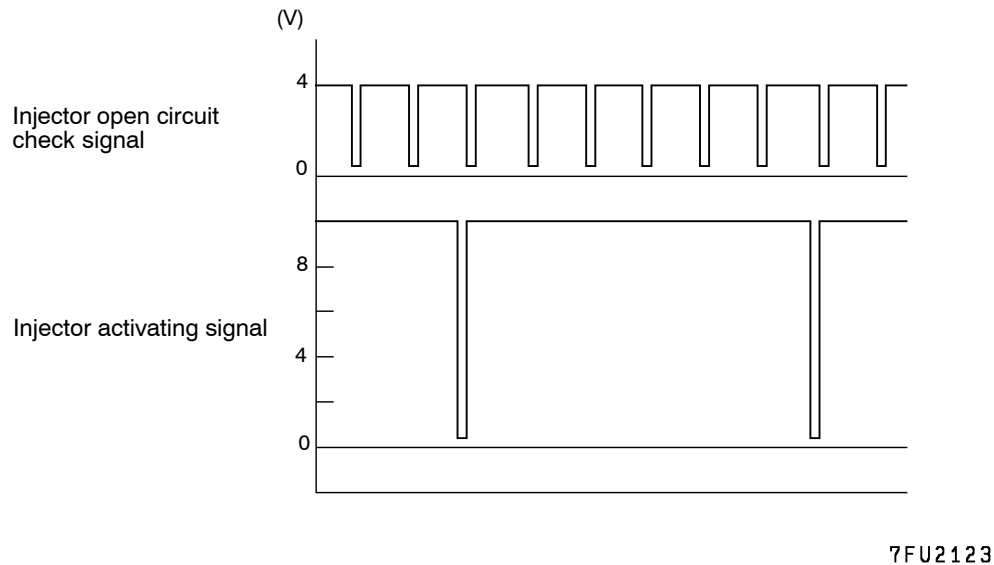 (V)
4
Injector open circuit
check signal
0
8
Injector activating signal
4
0
7FU2123